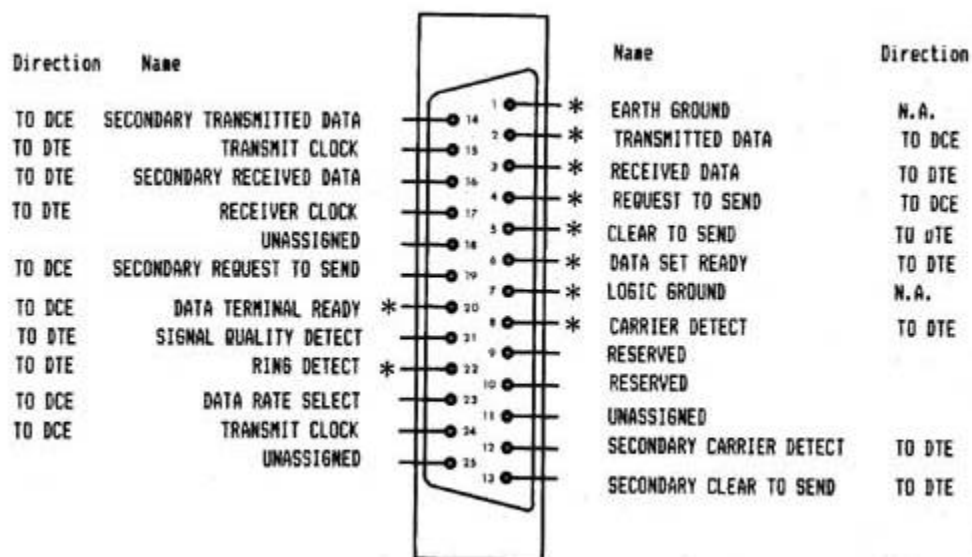 Direction Name
TO DCE SECONDARY TRANSMITTED DATA * 14
TO DTE TRANSMIT CLOCK 15
TO DTE SECONDARY RECEIVED DATA 16
TO DTE RECEIVER CLOCK 17
UNASSIGNED 18
TO DCE SECONDARY REQUEST TO SEND 19
TO DCE DATA TERMINAL READY * 20
TO DTE SIGNAL QUALITY DETECT 21
TO DTE RING DETECT * 22
TO DCE DATA RATE SELECT 23
TO DCE TRANSMIT CLOCK 24
UNASSIGNED 25
Name Direction
1 * EARTH GROUND N.A.
2 * TRANSMITTED DATA TO DCE
3 * RECEIVED DATA TO DTE
4 * REQUEST TO SEND TO DCE
5 * CLEAR TO SEND TO DTE
6 * DATA SET READY TO DTE
7 * LOGIC GROUND N.A.
8 * CARRIER DETECT TO DTE
9 RESERVED
10 RESERVED
11 UNASSIGNED
12 SECONDARY CARRIER DETECT TO DTE
13 SECONDARY CLEAR TO SEND TO DTE